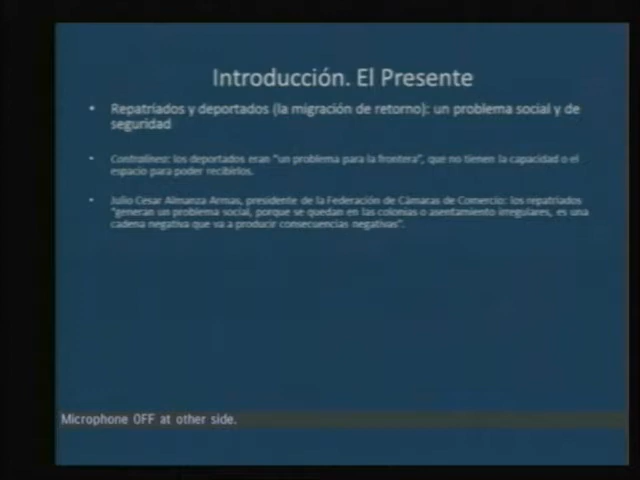 Introducción. El Presente
• Repatriados y deportados (la migración de retorno): un problema social y de
seguridad
• Contralínea: los deportados eran "un problema para la frontera", que no tienen la capacidad o el
espacio para poder recibirlos.
• Julio Cesar Almanza Armas, presidente de la Federación de Cámaras de Comercio: los repatriados
"generan un problema social, porque se quedan en las colonias o asentamiento irregulares, es una
cadena negativa que va a producir consecuencias negativas".
Microphone OFF at other side.